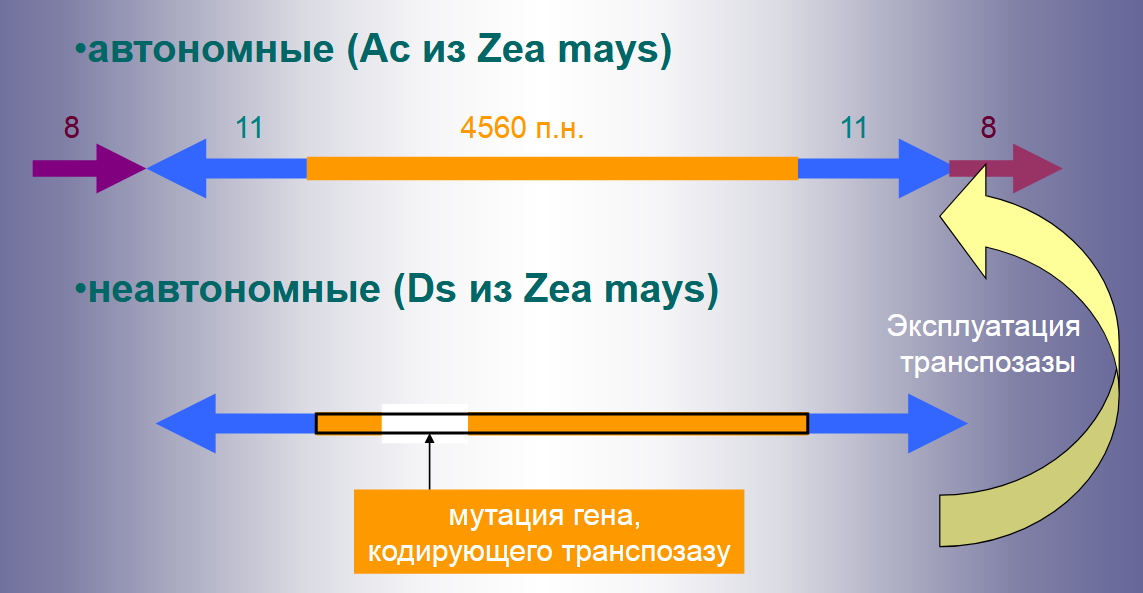 •автономные (Ac из Zea mays)
8 11 4560 п.н. 11 8
•неавтономные (Ds из Zea mays)
Эксплуатация
транспозазы
мутация гена,
кодирующего транспозазу